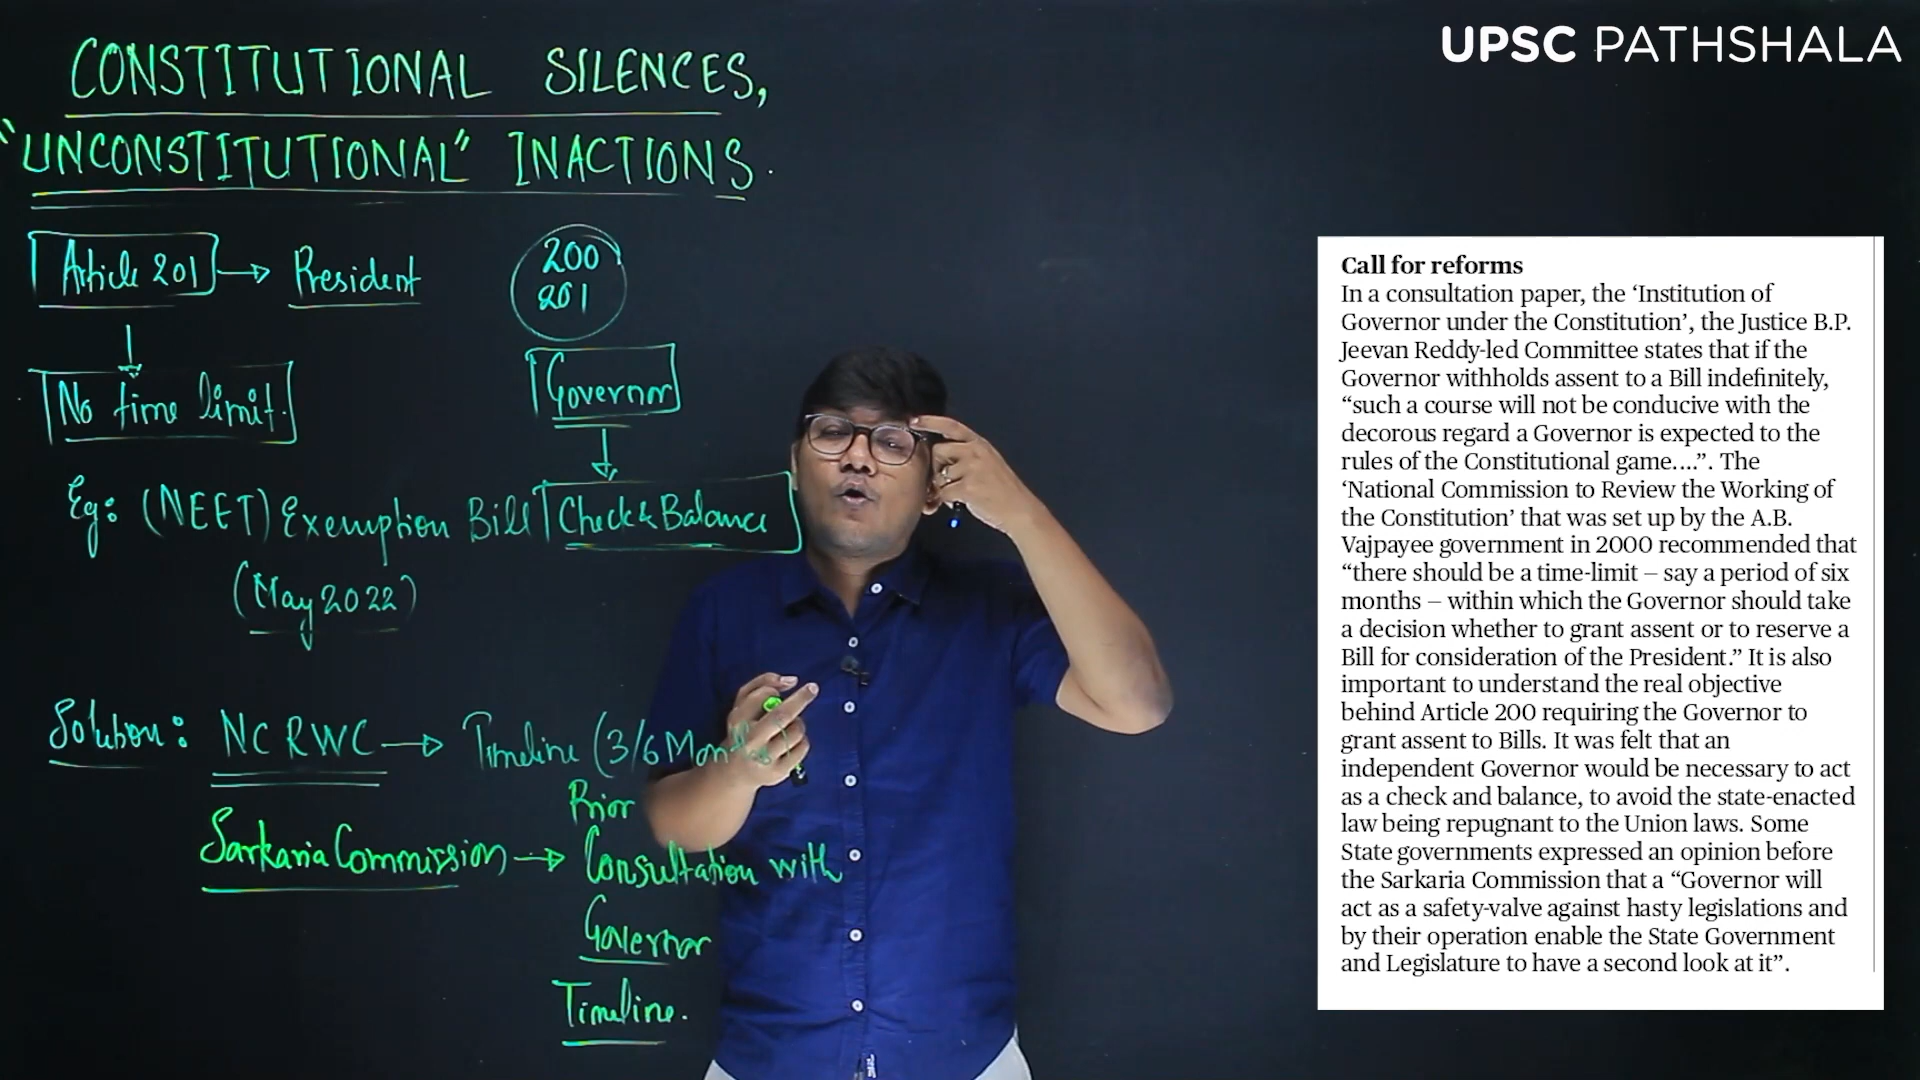 UPSC PATHSHALA
CONSTITUTIONAL SILENCES,
"UNCONSTITUTIONAL" INACTIONS.
Article 201 → President
200
201
No time limit.
Governor
Eg: (NEET) Exemption Bill
Check & Balance
(May 2022)
Solution: NCRWC → Timeline (3/6 Months)
Sarkaria Commission → Prior
Consultation with
Governor
Timeline.
Call for reforms
In a consultation paper, the ‘Institution of
Governor under the Constitution’, the Justice B.P.
Jeevan Reddy-led Committee states that if the
Governor withholds assent to a Bill indefinitely,
“such a course will not be conducive with the
decorous regard a Governor is expected to the
rules of the Constitutional game....”. The
‘National Commission to Review the Working of
the Constitution’ that was set up by the A.B.
Vajpayee government in 2000 recommended that
“there should be a time-limit — say a period of six
months — within which the Governor should take
a decision whether to grant assent or to reserve a
Bill for consideration of the President.” It is also
important to understand the real objective
behind Article 200 requiring the Governor to
grant assent to Bills. It was felt that an
independent Governor would be necessary to act
as a check and balance, to avoid the state-enacted
law being repugnant to the Union laws. Some
State governments expressed an opinion before
the Sarkaria Commission that a “Governor will
act as a safety-valve against hasty legislations and
by their operation enable the State Government
and Legislature to have a second look at it”.